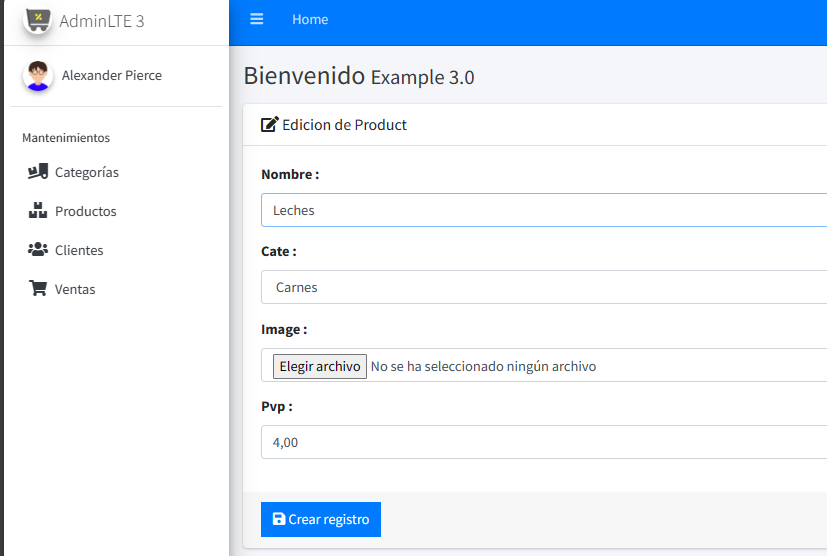 AdminLTE 3
Home
Alexander Pierce
Bienvenido Example 3.0
Mantenimientos
Categorías
Productos
Clientes
Ventas
Edicion de Product
Nombre :
Leches
Cate :
Carnes
Image :
Elegir archivo No se ha seleccionado ningún archivo
Pvp :
4,00
Crear registro